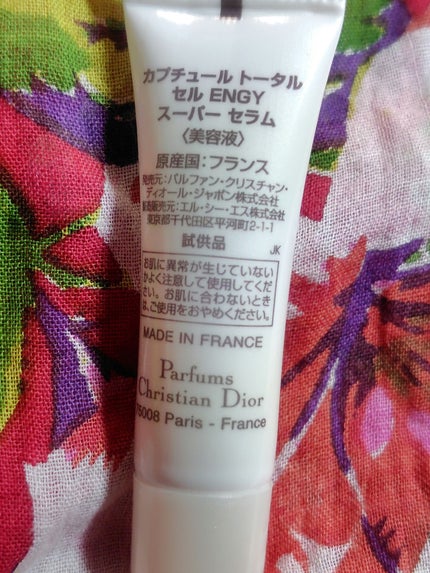 カプチュール トータル
セル ENGY
スーパー セラム
〈美容液〉
原産国:フランス
発売元:パルファン・クリスチャン・
ディオール・ジャポン株式会社
製造販売元:エル・シー・エス株式会社
東京都千代田区平河町2-1-1
試供品
JK
お肌に異常が生じていない
かよく注意して使用してくだ
さい。お肌に合わないとき
は、ご使用をおやめください。
MADE IN FRANCE
Parfums
Christian Dior
75008 Paris - France